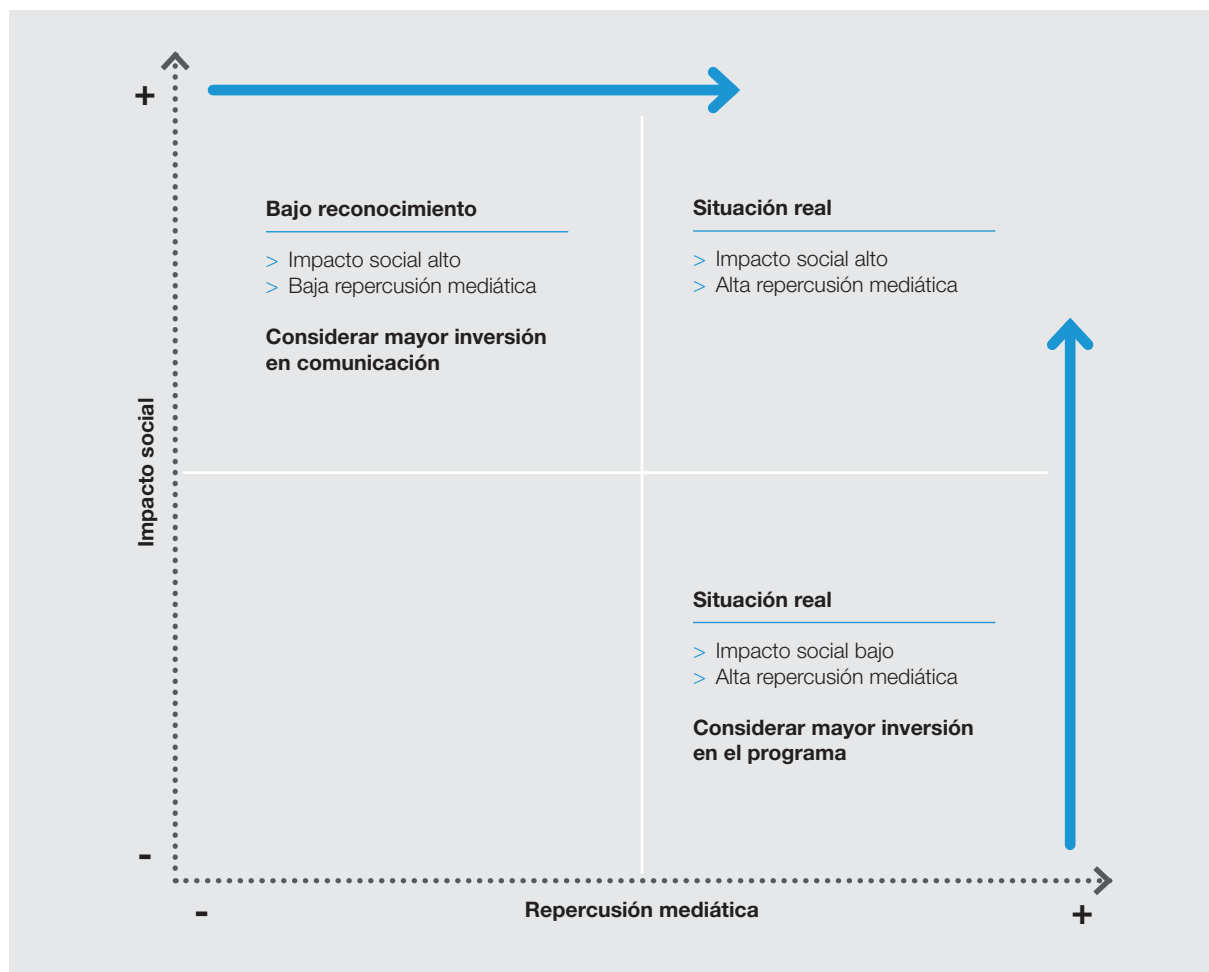 +
Bajo reconocimiento
> Impacto social alto
> Baja repercusión mediática
Considerar mayor inversión
en comunicación
Situación real
> Impacto social alto
> Alta repercusión mediática
Impacto social
Situación real
> Impacto social bajo
> Alta repercusión mediática
Considerar mayor inversión
en el programa
-
-
Repercusión mediática
+